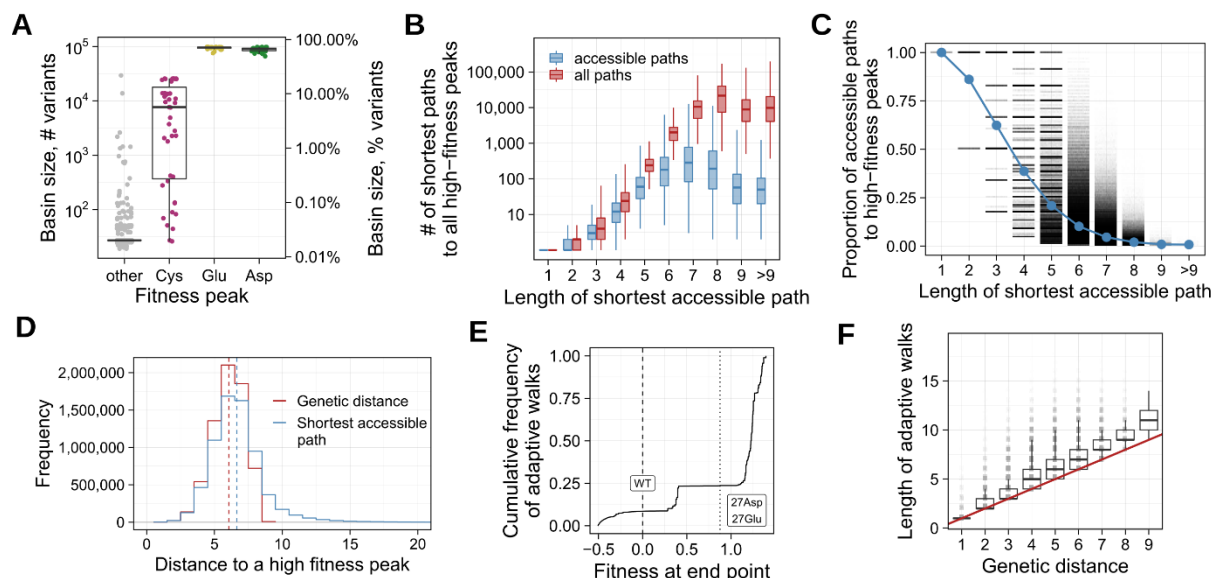 A
Basin size, # variants
10⁵
10⁴
10³
10²
100.00%
10.00%
1.00%
0.10%
0.01%
Basin size, % variants
other Cys Glu Asp
Fitness peak
B
# of shortest paths
to all high−fitness peaks
100,000
10,000
1,000
100
10
accessible paths
all paths
1 2 3 4 5 6 7 8 9 >9
Length of shortest accessible path
C
Proportion of accessible paths
to high−fitness peaks
1.00
0.75
0.50
0.25
0.00
1 2 3 4 5 6 7 8 9 >9
Length of shortest accessible path
D
Frequency
2,000,000
1,500,000
1,000,000
500,000
0
Genetic distance
Shortest accessible
path
0 5 10 15 20
Distance to a high fitness peak
E
Cumulative frequency
of adaptive walks
1.00
0.75
0.50
0.25
0.00
WT
27Asp
27Glu
−0.5 0.0 0.5 1.0
Fitness at end point
F
Length of adaptive walks
15
10
5
0
1 2 3 4 5 6 7 8 9
Genetic distance